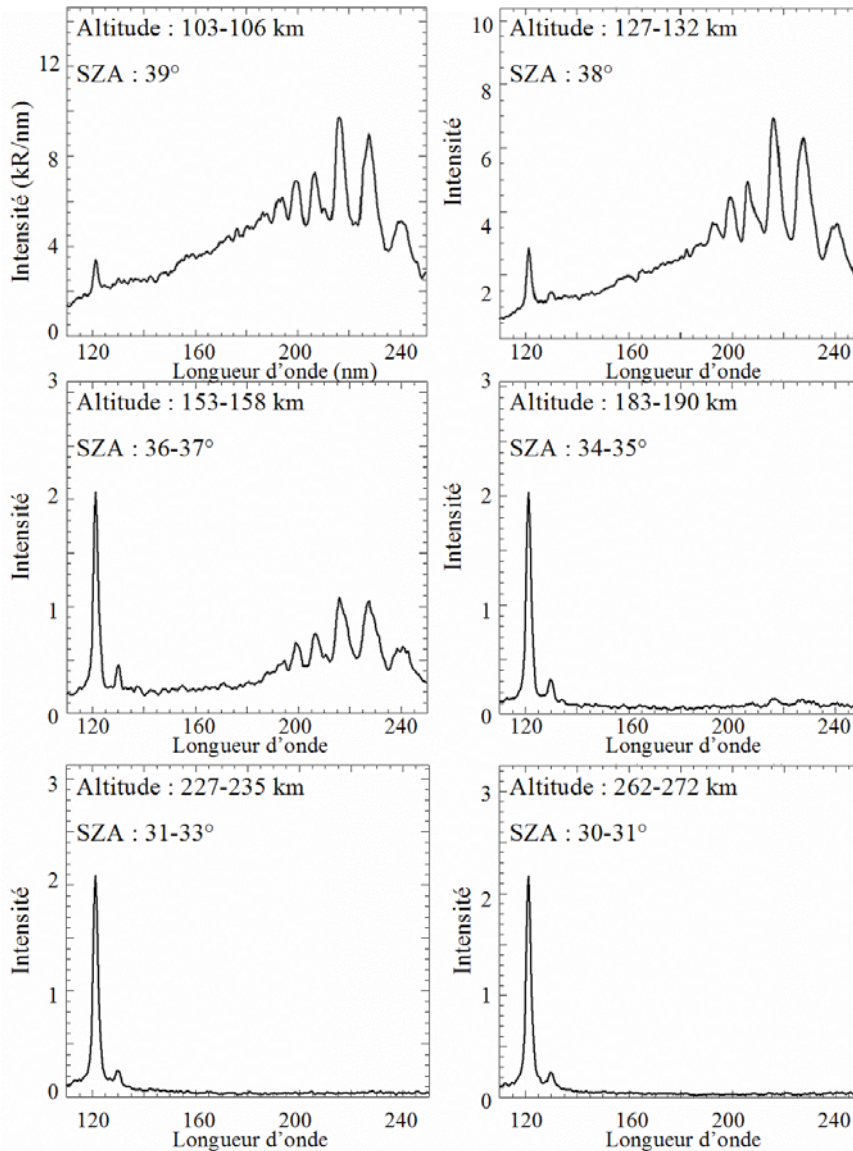 Altitude : 103-106 km
SZA : 39°
Intensité (kR/nm)
12
8
4
0
120 160 200 240
Longueur d'onde (nm)
Altitude : 127-132 km
SZA : 38°
Intensité
10
8
6
4
2
120 160 200 240
Longueur d'onde (nm)
Altitude : 153-158 km
SZA : 36-37°
Intensité
3
2
1
0
120 160 200 240
Longueur d'onde
Altitude : 183-190 km
SZA : 34-35°
Intensité
3
2
1
0
120 160 200 240
Longueur d'onde
Altitude : 227-235 km
SZA : 31-33°
Intensité
3
2
1
0
120 160 200 240
Longueur d'onde
Altitude : 262-272 km
SZA : 30-31°
Intensité
3
2
1
0
120 160 200 240
Longueur d'onde